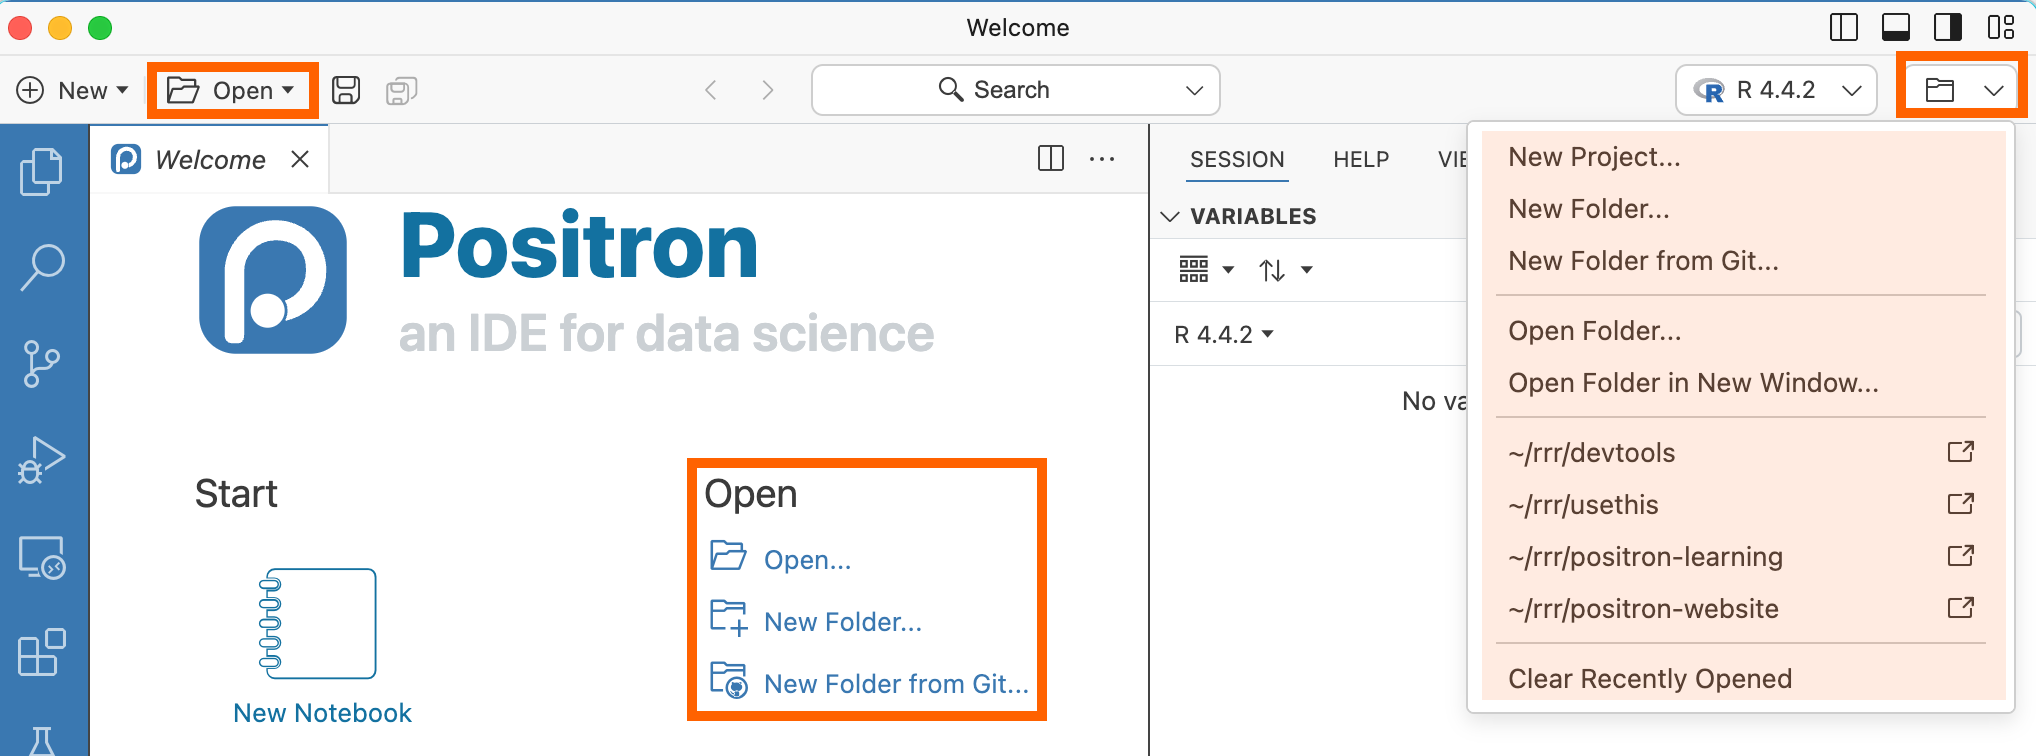 Welcome
New
Open
Search
R 4.4.2
Welcome
SESSION
HELP
VARIABLES
R 4.4.2
No
Positron
an IDE for data science
Start
New Notebook
Open
Open...
New Folder...
New Folder from Git...
New Project...
New Folder...
New Folder from Git...
Open Folder...
Open Folder in New Window...
~/rrr/devtools
~/rrr/usethis
~/rrr/positron-learning
~/rrr/positron-website
Clear Recently Opened